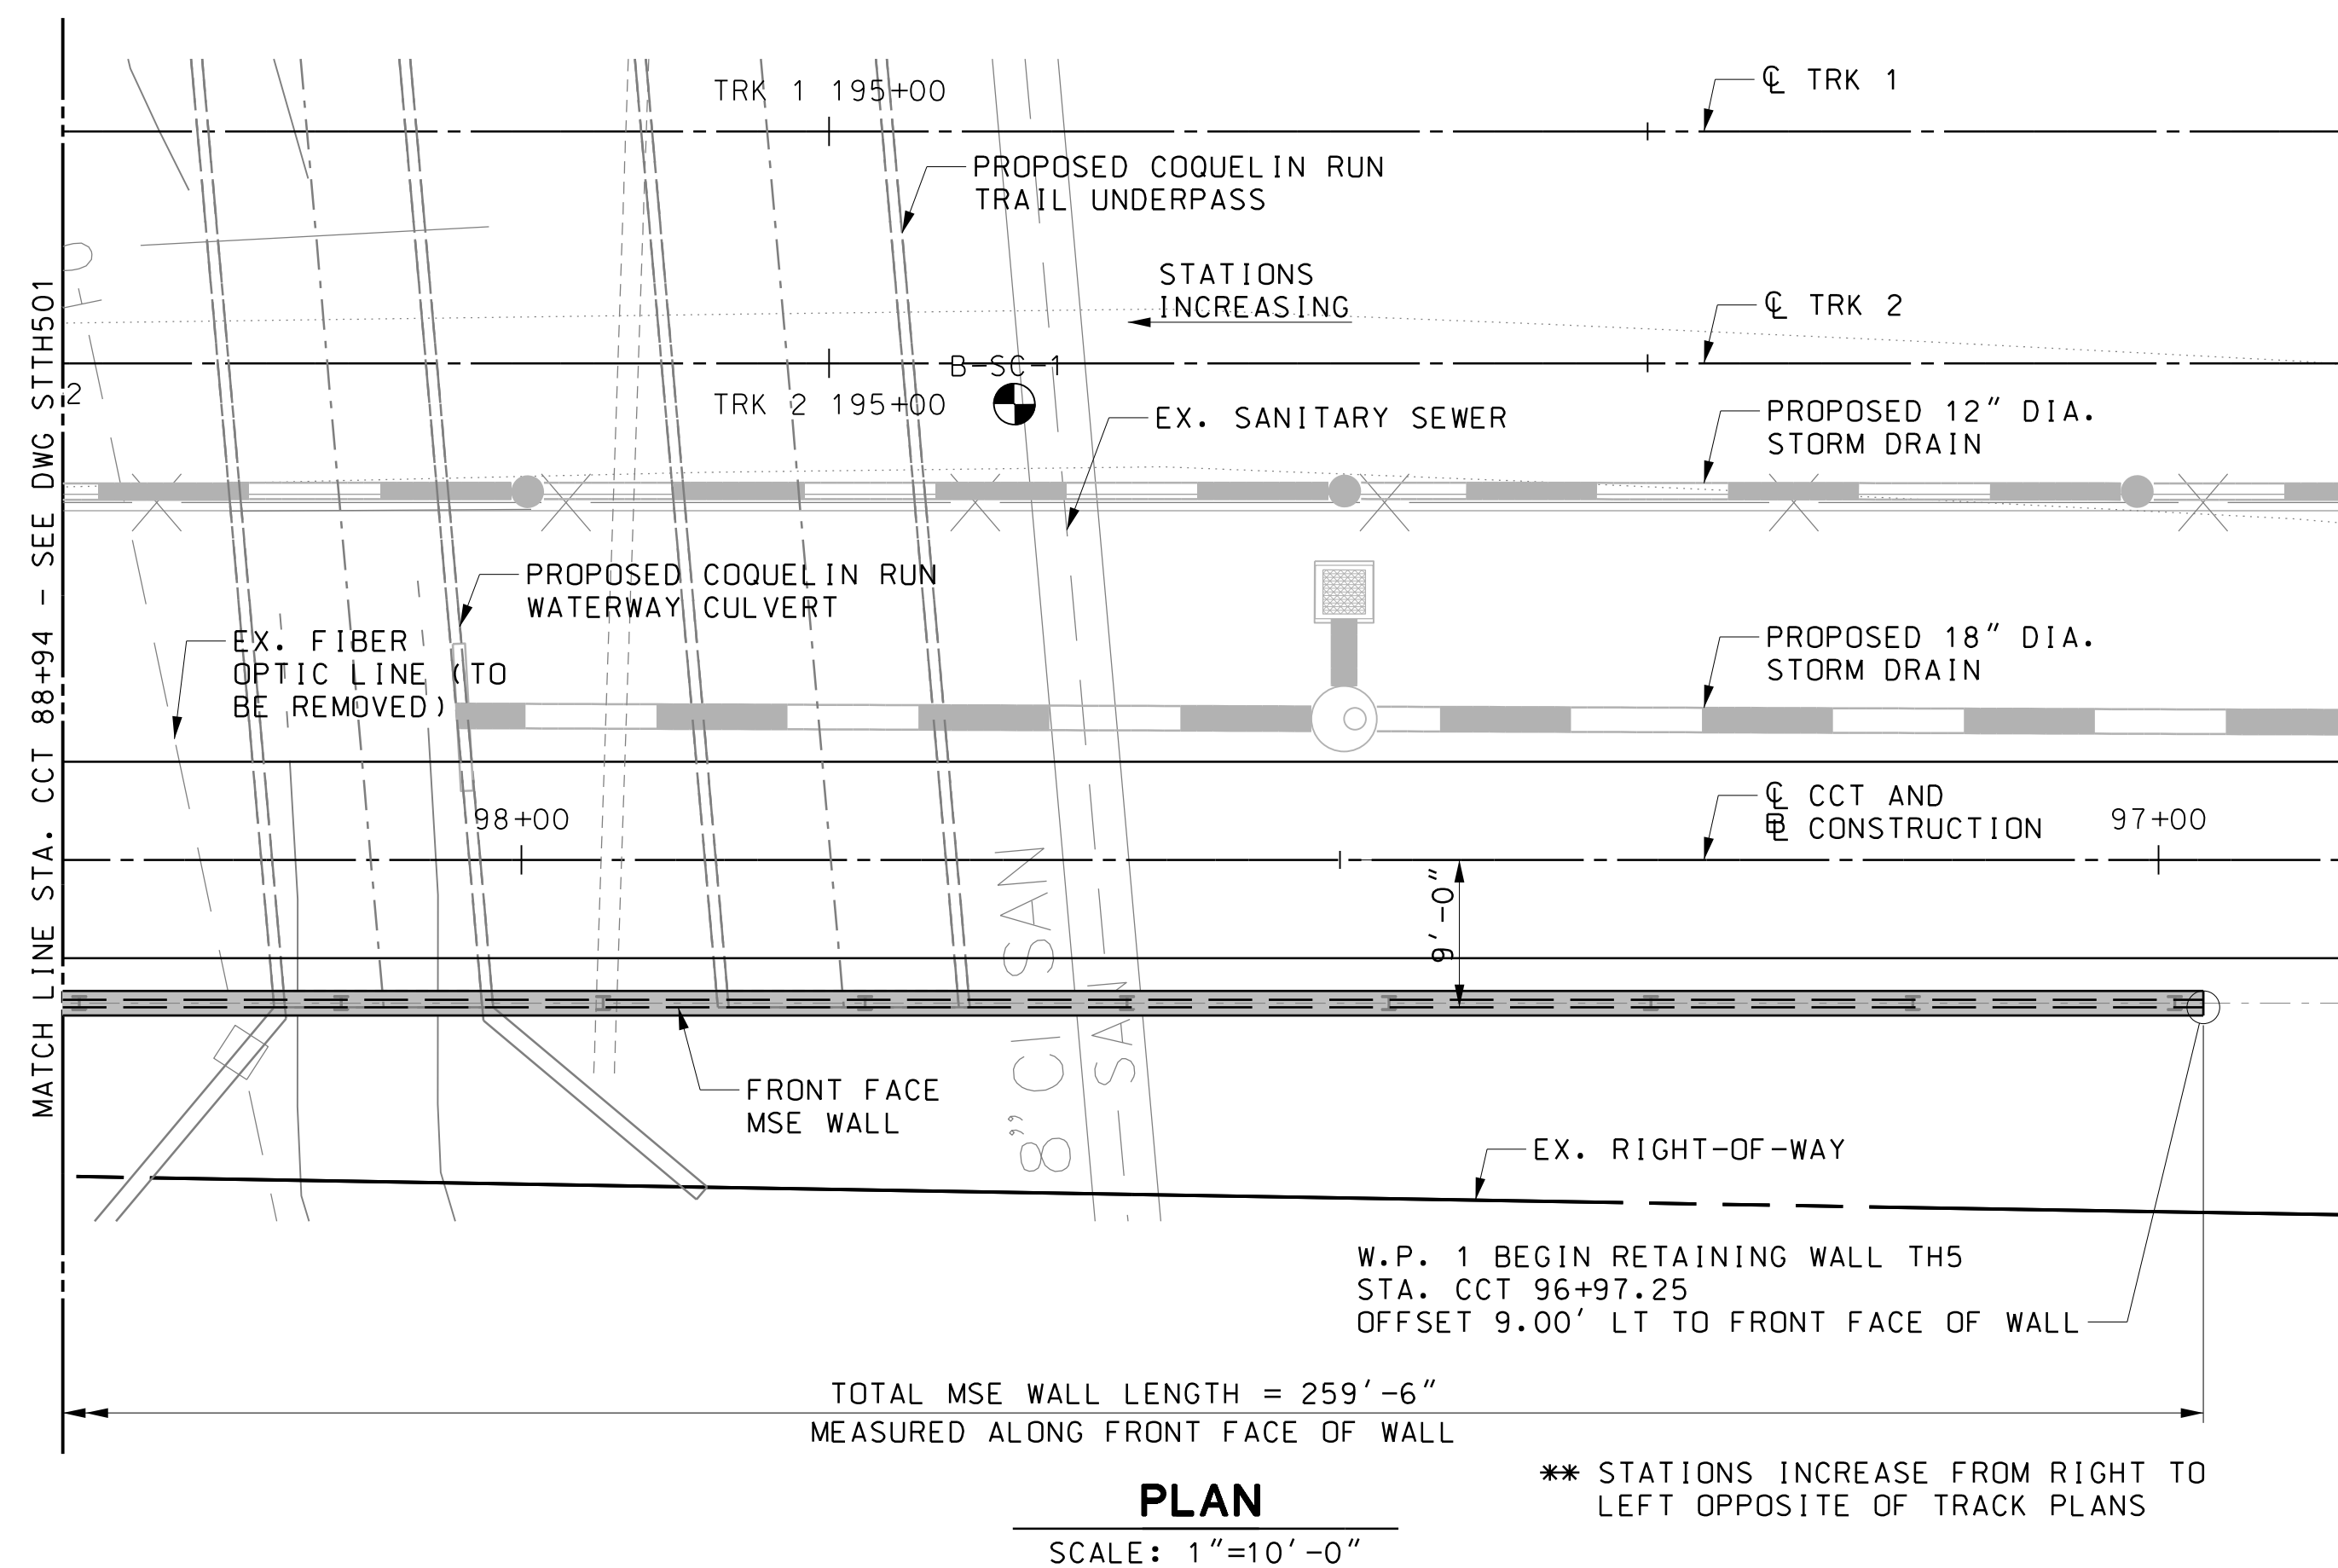 TRK 1 195+00
℄ TRK 1
PROPOSED COQUELIN RUN
TRAIL UNDERPASS
STATIONS
INCREASING
℄ TRK 2
B-SC-1
TRK 2 195+00
2
EX. SANITARY SEWER
PROPOSED 12" DIA.
STORM DRAIN
MATCH LINE STA. CCT 88+94 - SEE DWG STTH501
PROPOSED COQUELIN RUN
WATERWAY CULVERT
EX. FIBER
OPTIC LINE (TO
BE REMOVED)
PROPOSED 18" DIA.
STORM DRAIN
98+00
℄ CCT AND
BL CONSTRUCTION
97+00
9'-0"
8" CI SAN
SAN
FRONT FACE
MSE WALL
EX. RIGHT-OF-WAY
W.P. 1 BEGIN RETAINING WALL TH5
STA. CCT 96+97.25
OFFSET 9.00' LT TO FRONT FACE OF WALL
TOTAL MSE WALL LENGTH = 259'-6"
MEASURED ALONG FRONT FACE OF WALL
** STATIONS INCREASE FROM RIGHT TO
LEFT OPPOSITE OF TRACK PLANS
PLAN
SCALE: 1"=10'-0"